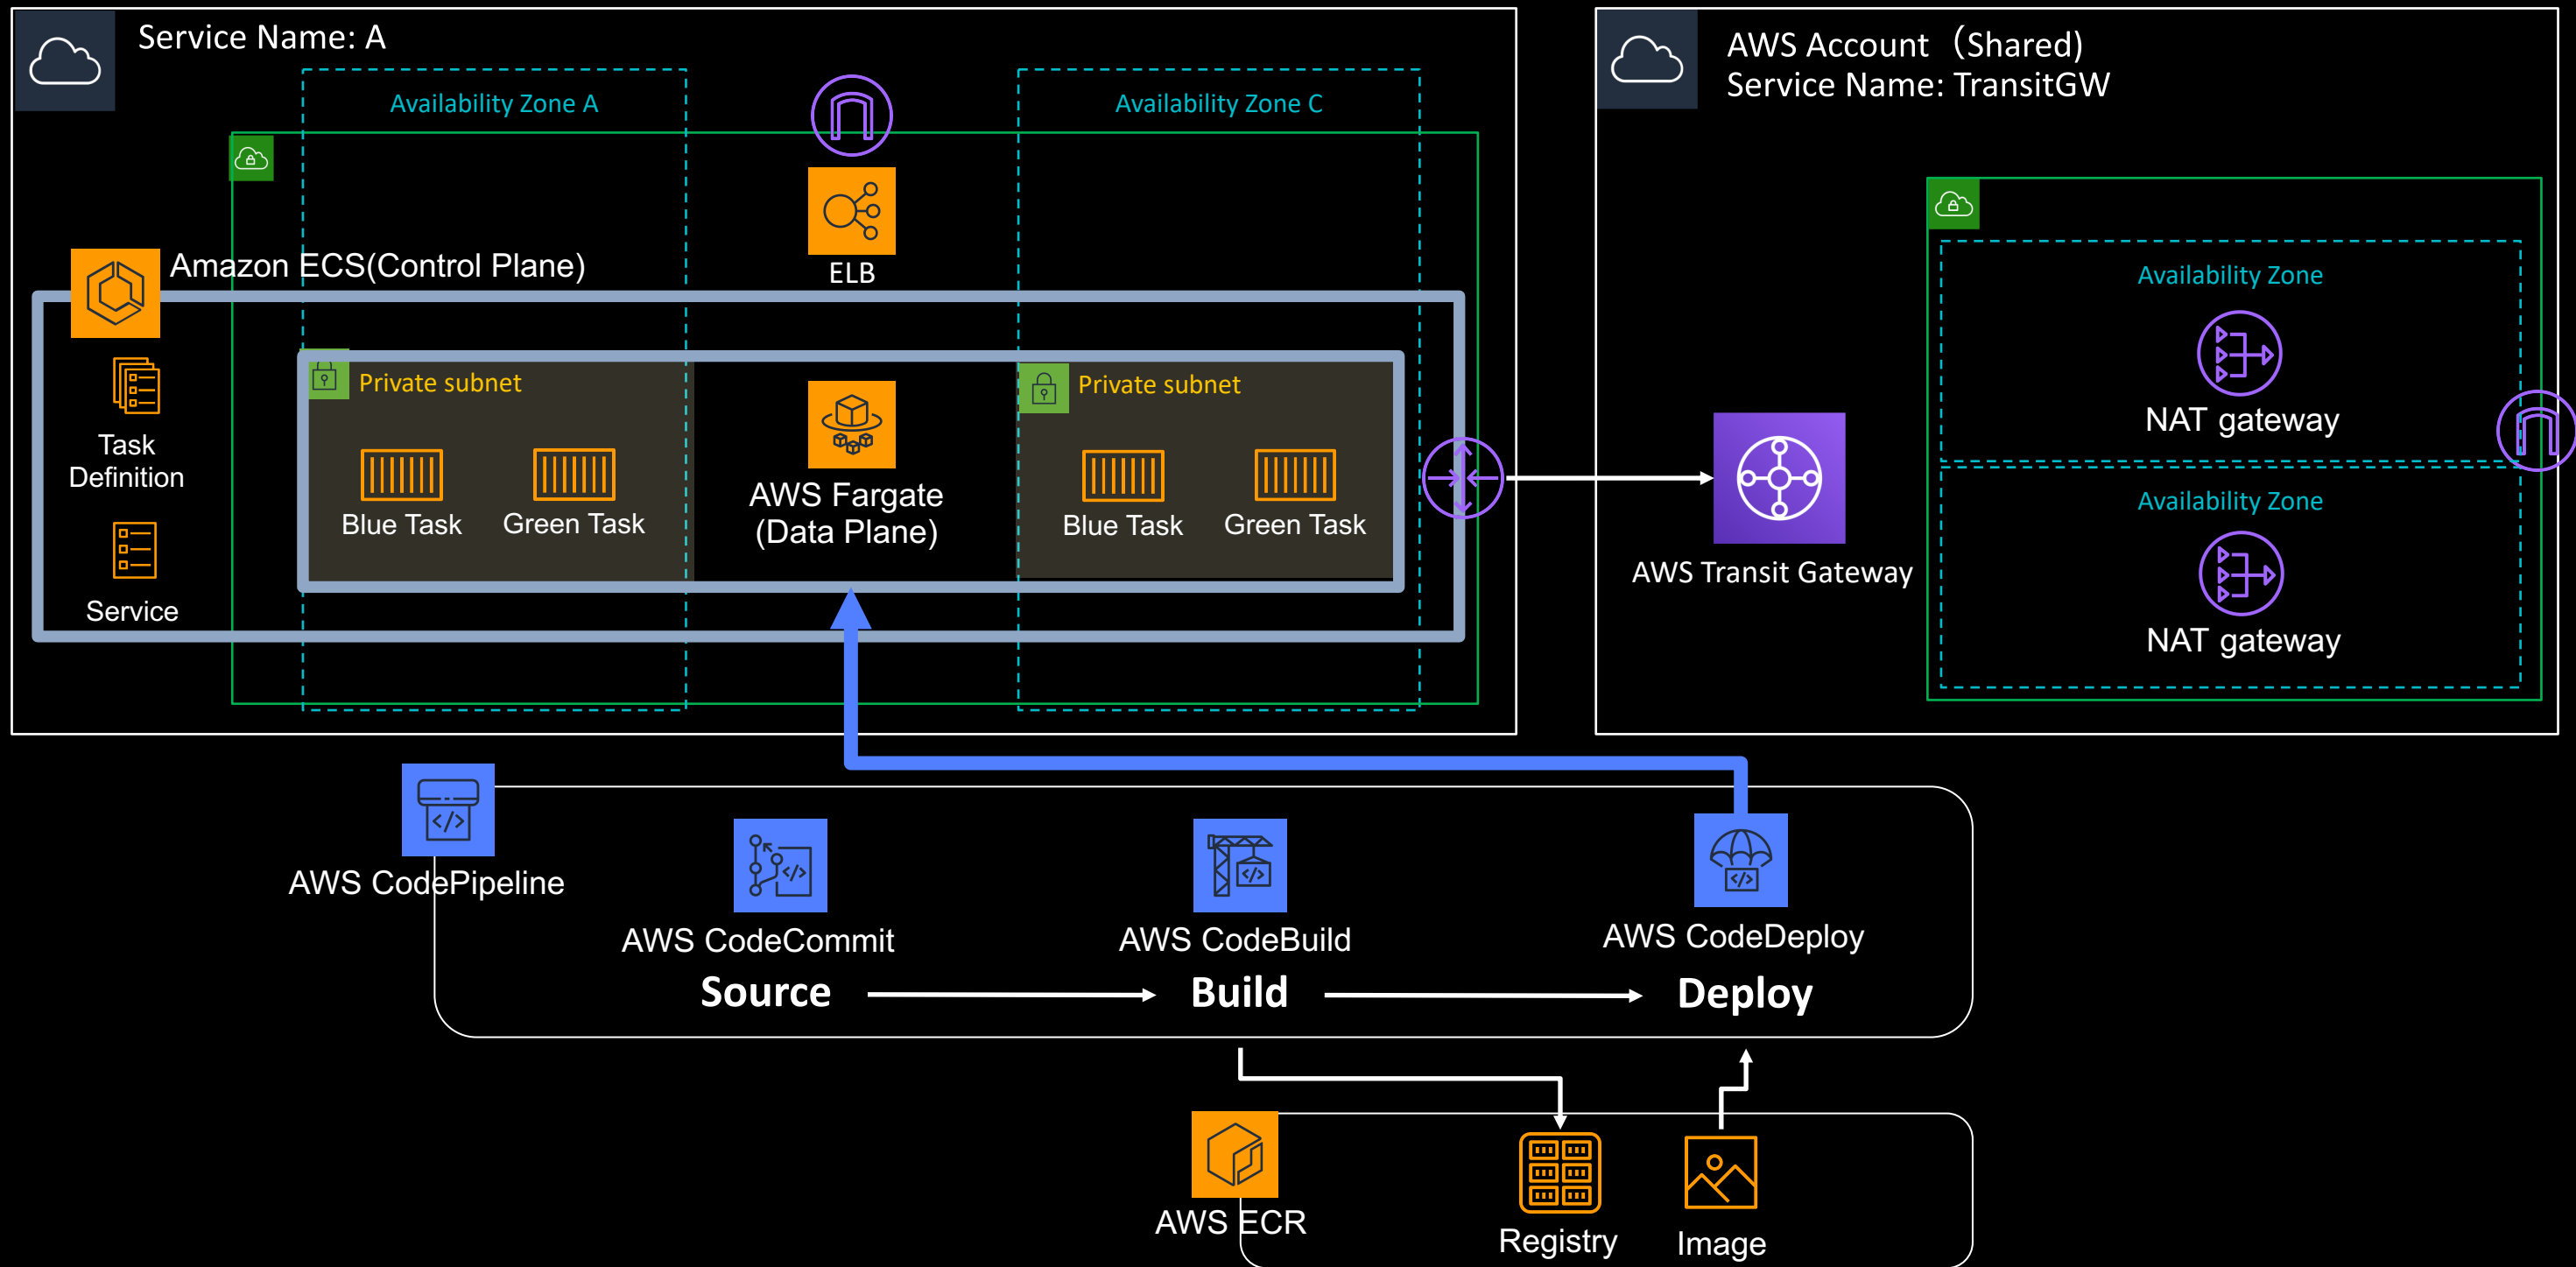 Service Name: A
Availability Zone A
Availability Zone C
ELB
Amazon ECS(Control Plane)
Task
Definition
Service
Private subnet
Blue Task
Green Task
AWS Fargate
(Data Plane)
Private subnet
Blue Task
Green Task
AWS Account（Shared)
Service Name: TransitGW
AWS Transit Gateway
Availability Zone
NAT gateway
Availability Zone
NAT gateway
AWS CodePipeline
AWS CodeCommit
Source
AWS CodeBuild
Build
AWS CodeDeploy
Deploy
AWS ECR
Registry
Image